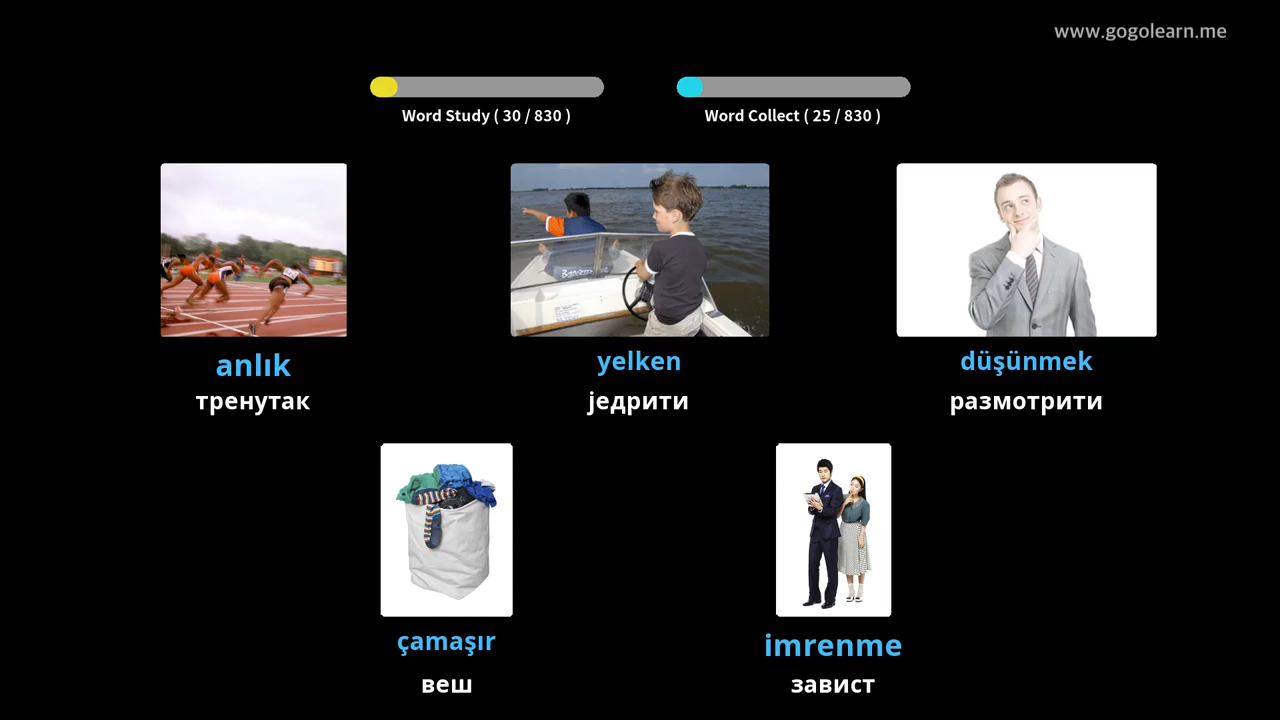 www.gogolearn.me
Word Study ( 30 / 830 )
Word Collect ( 25 / 830 )
anlık
yelken
düşünmek
тренутак
једрити
размотрити
çamaşır
imrenme
веш
завист